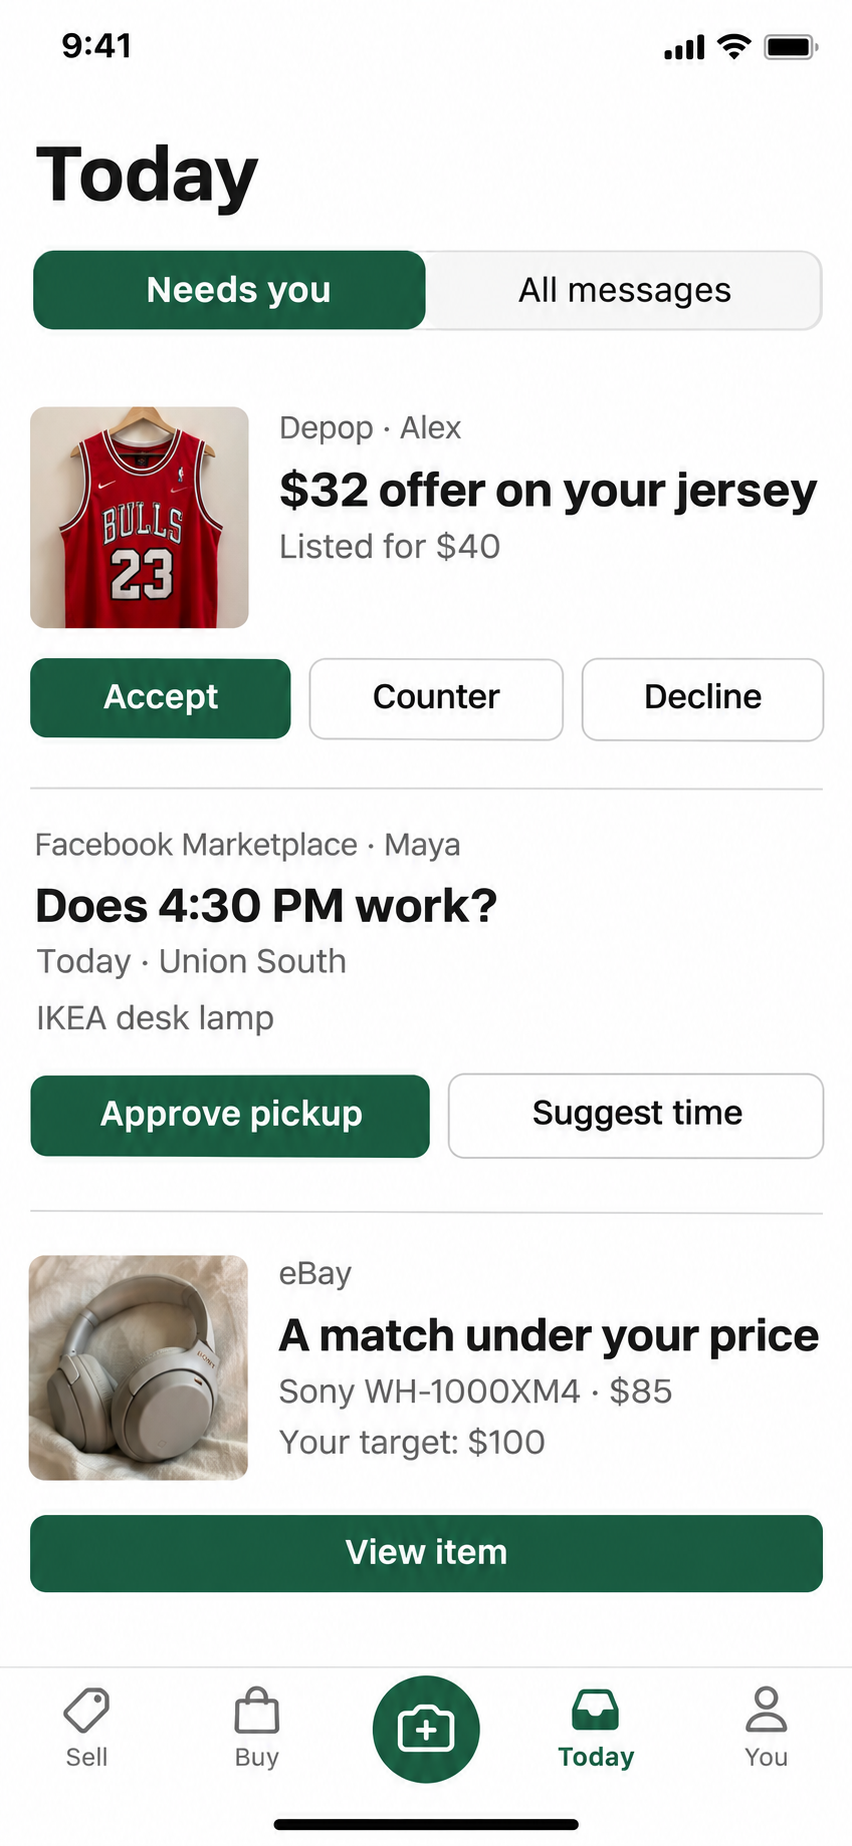 9:41
Today
Needs you
All messages
Depop · Alex
$32 offer on your jersey
Listed for $40
BULLS
23
Accept
Counter
Decline
Facebook Marketplace · Maya
Does 4:30 PM work?
Today · Union South
IKEA desk lamp
Approve pickup
Suggest time
eBay
A match under your price
Sony WH-1000XM4 · $85
Your target: $100
SONY
View item
Sell
Buy
Today
You